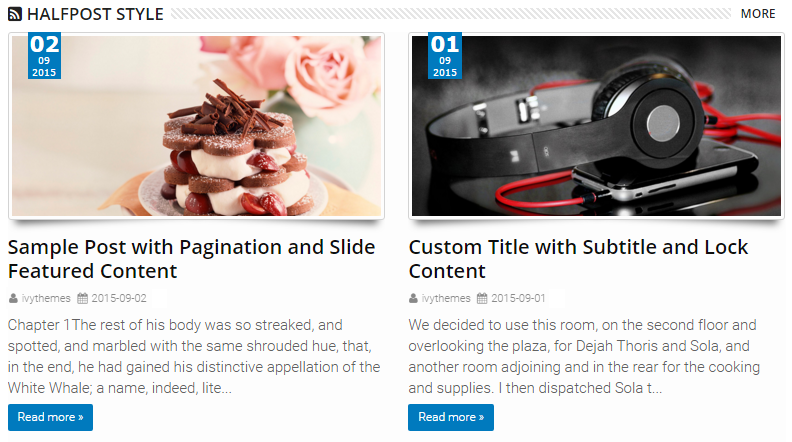 HALFPOST STYLE
MORE
02
09
2015
Sample Post with Pagination and Slide
Featured Content
ivythemes 2015-09-02
Chapter 1The rest of his body was so streaked, and
spotted, and marbled with the same shrouded hue, that,
in the end, he had gained his distinctive appellation of the
White Whale; a name, indeed, lite...
Read more »
01
09
2015
Custom Title with Subtitle and Lock
Content
ivythemes 2015-09-01
We decided to use this room, on the second floor and
overlooking the plaza, for Dejah Thoris and Sola, and
another room adjoining and in the rear for the cooking
and supplies. I then dispatched Sola t...
Read more »